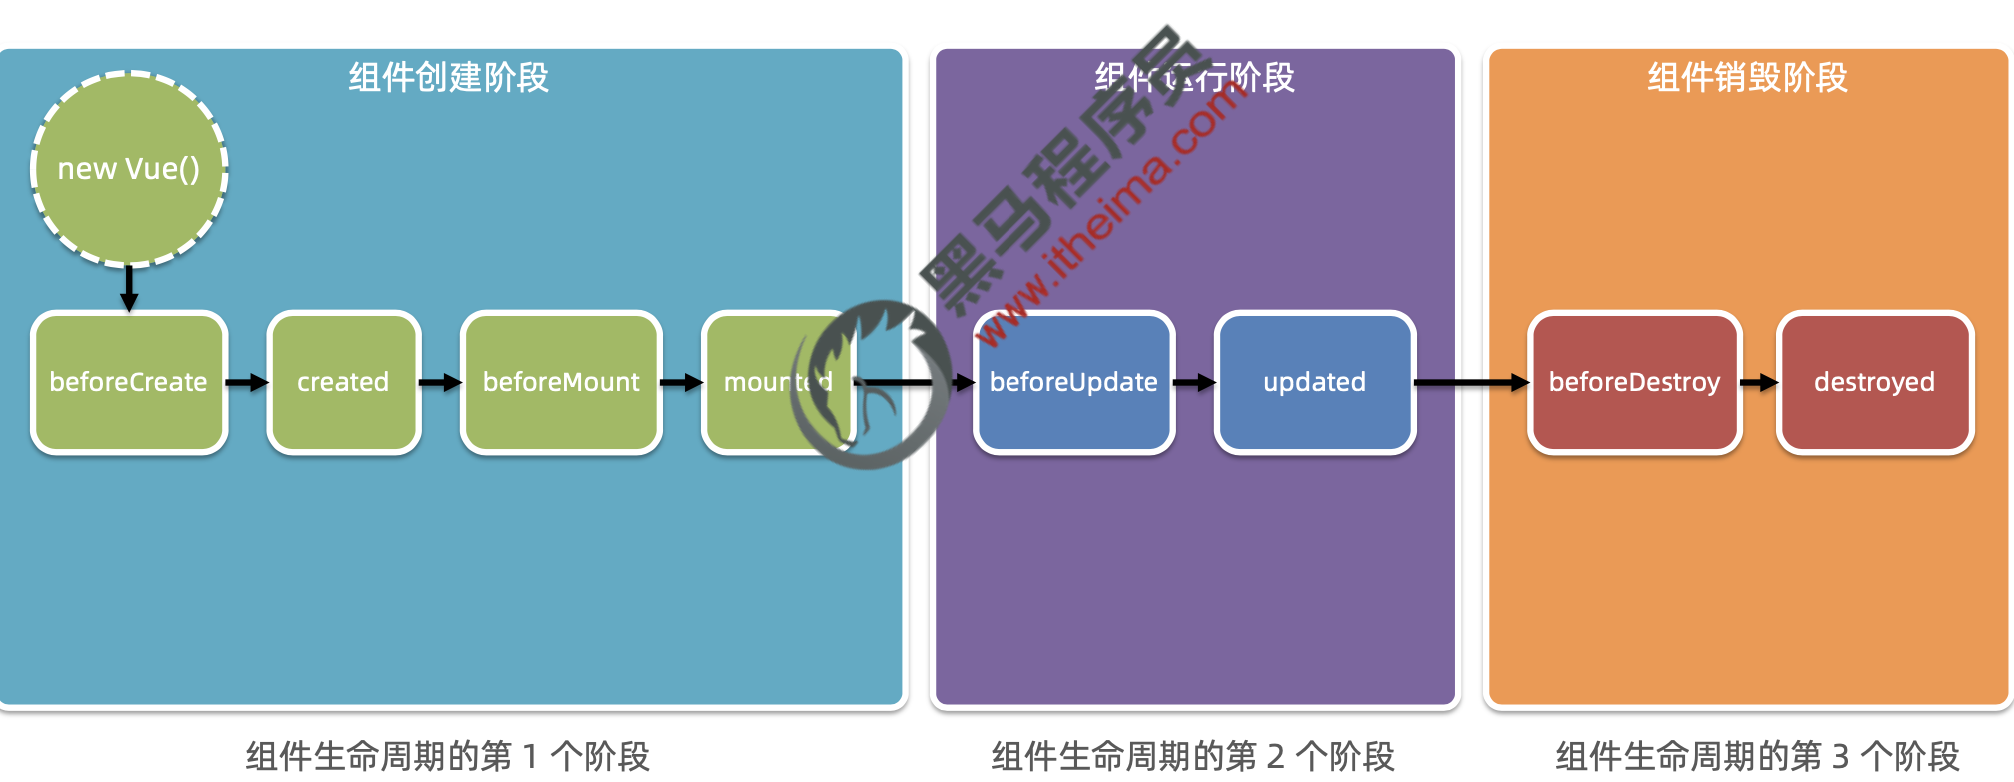 组件创建阶段
new Vue()
beforeCreate
created
beforeMount
mounted
组件生命周期的第 1 个阶段
组件运行阶段
beforeUpdate
updated
组件生命周期的第 2 个阶段
组件销毁阶段
beforeDestroy
destroyed
组件生命周期的第 3 个阶段
黑马程序员
www.itheima.com